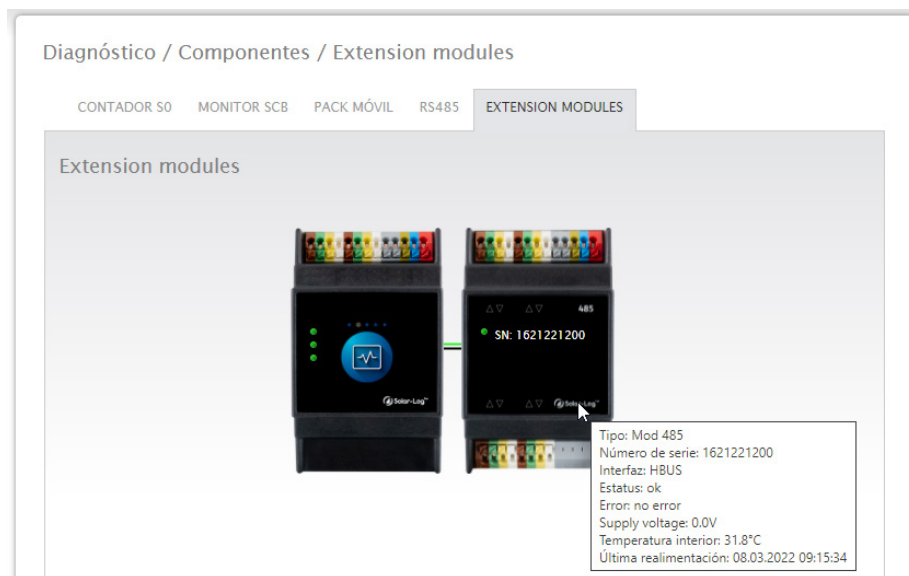 Diagnóstico / Componentes / Extension modules
CONTADOR S0 MONITOR SCB PACK MÓVIL RS485 EXTENSION MODULES
Extension modules
485
SN: 1621221200
Solar-Log™
Solar-Log™
Tipo: Mod 485
Número de serie: 1621221200
Interfaz: HBUS
Estatus: ok
Error: no error
Supply voltage: 0.0V
Temperatura interior: 31.8°C
Última realimentación: 08.03.2022 09:15:34